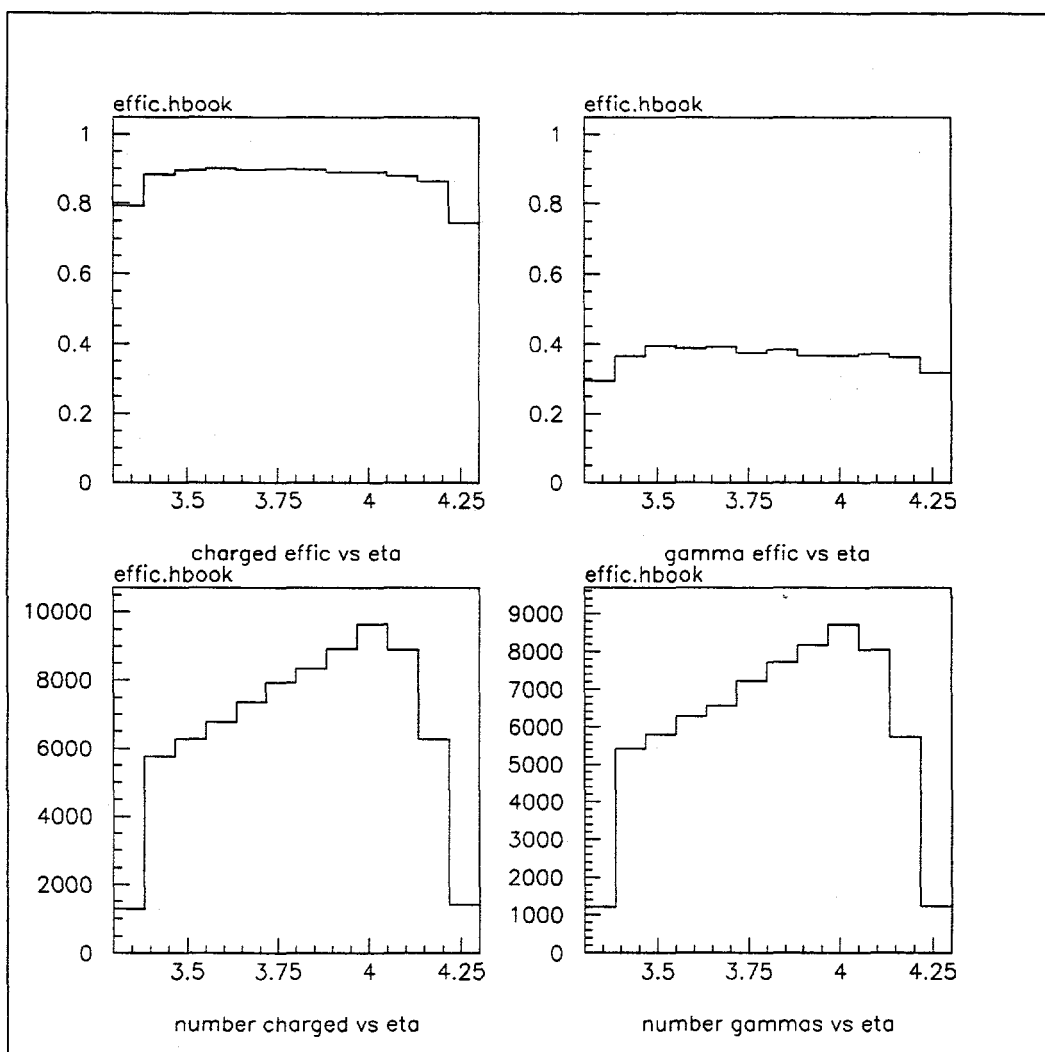 effic.hbook
1
0.8
0.6
0.4
0.2
0
3.5 3.75 4 4.25
charged effic vs eta
effic.hbook
1
0.8
0.6
0.4
0.2
0
3.5 3.75 4 4.25
gamma effic vs eta
effic.hbook
10000
8000
6000
4000
2000
0
3.5 3.75 4 4.25
number charged vs eta
effic.hbook
9000
8000
7000
6000
5000
4000
3000
2000
1000
0
3.5 3.75 4 4.25
number gammas vs eta